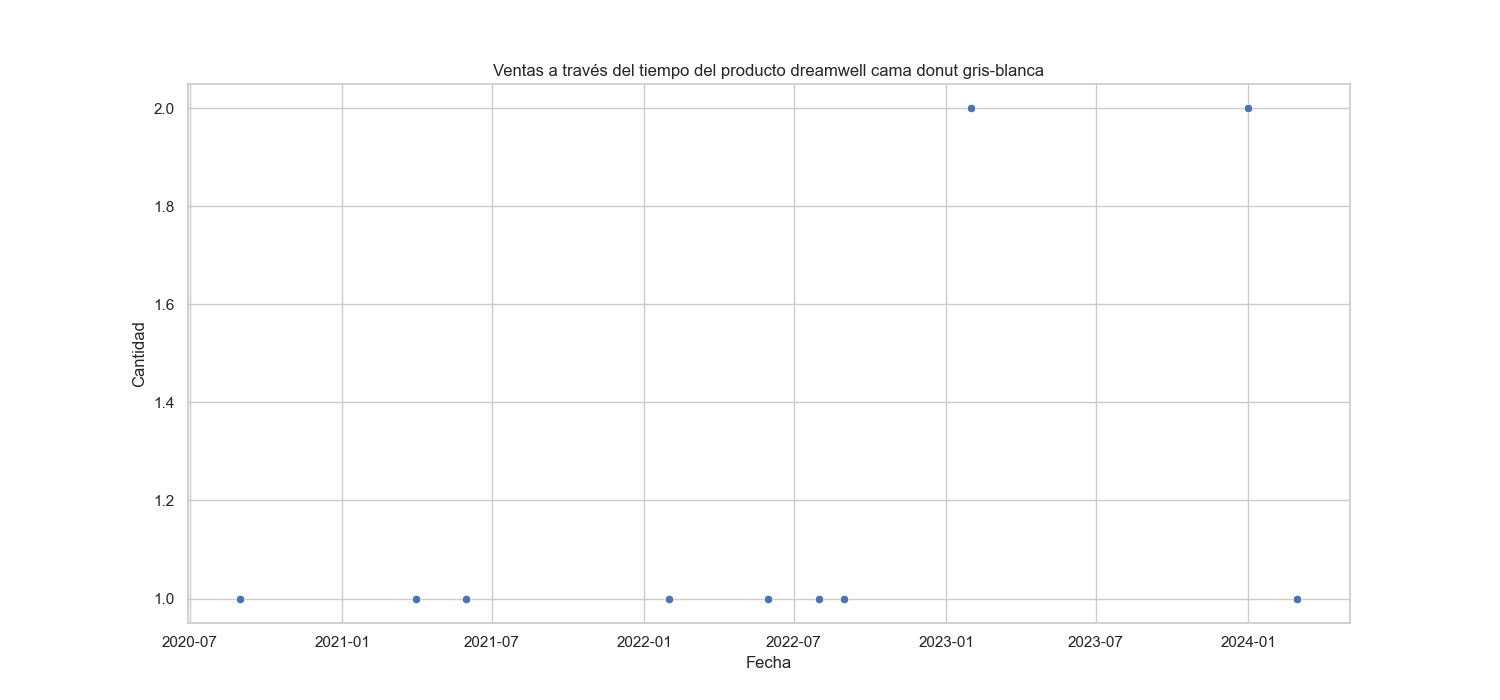 Ventas a través del tiempo del producto dreamwell cama donut gris-blanca
2.0
1.8
1.6
1.4
1.2
1.0
Cantidad
2020-07 2021-01 2021-07 2022-01 2022-07 2023-01 2023-07 2024-01
Fecha